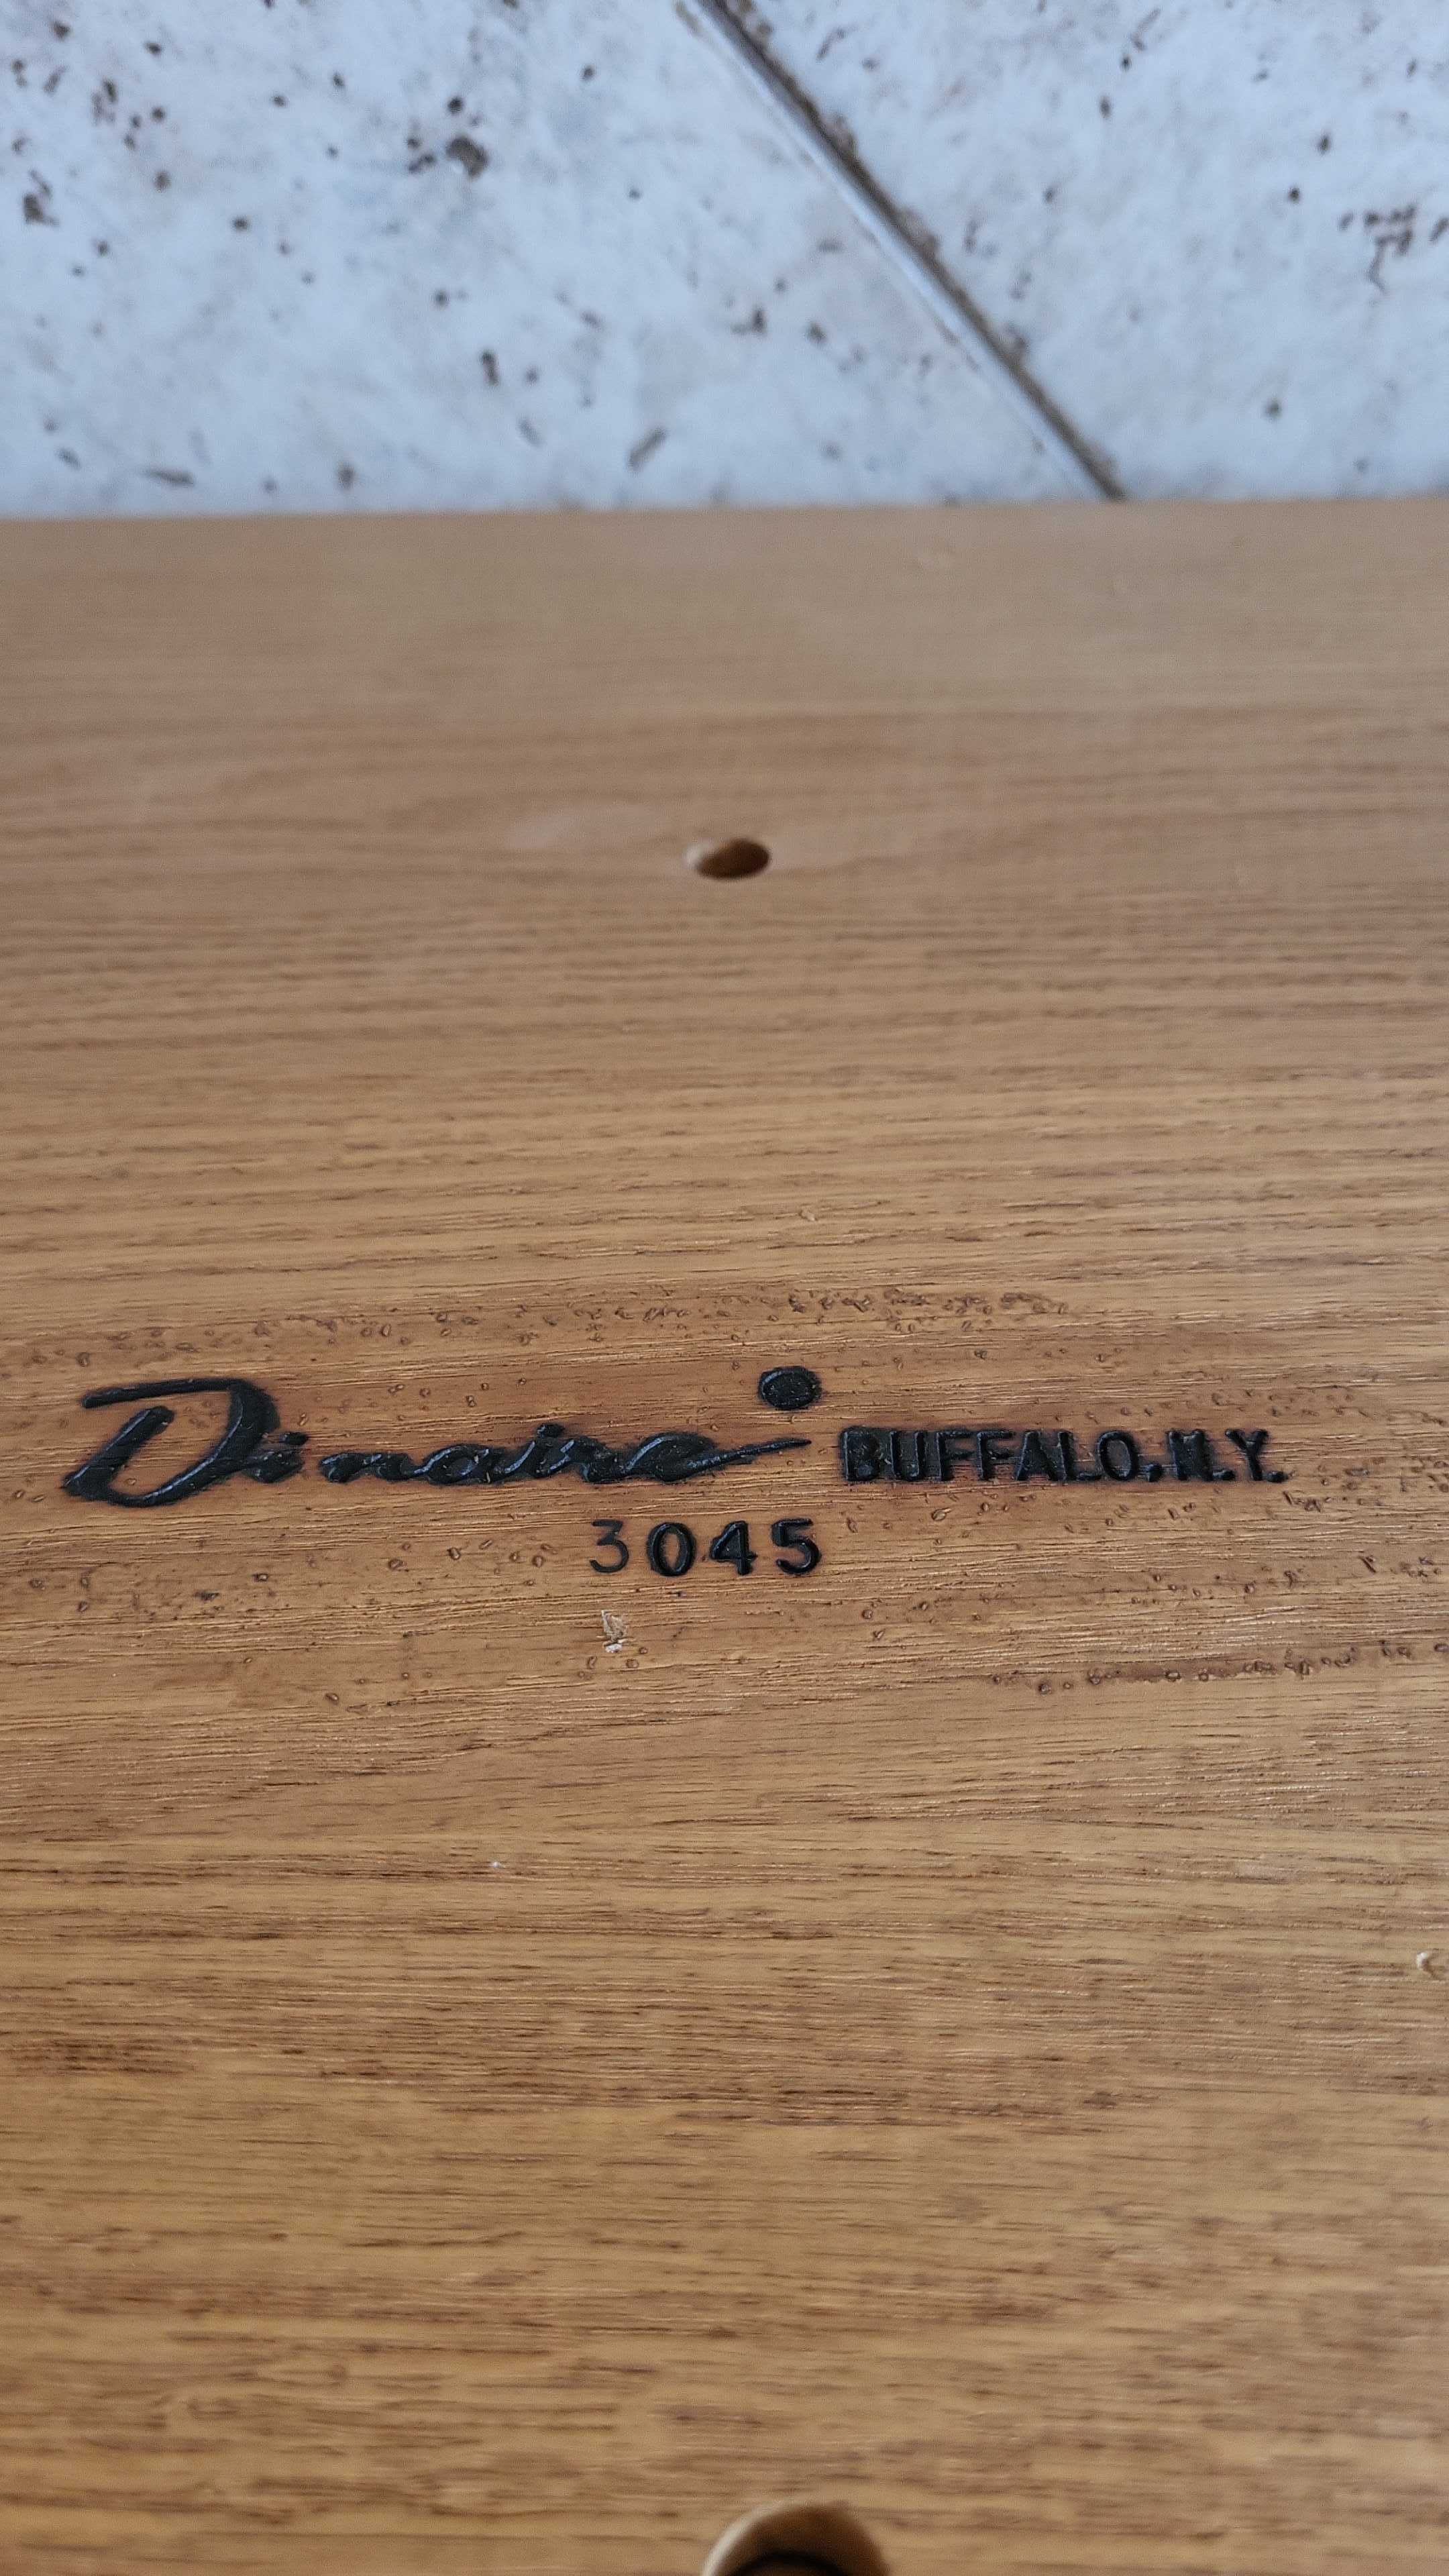 Dinaire BUFFALO, N.Y.
3045